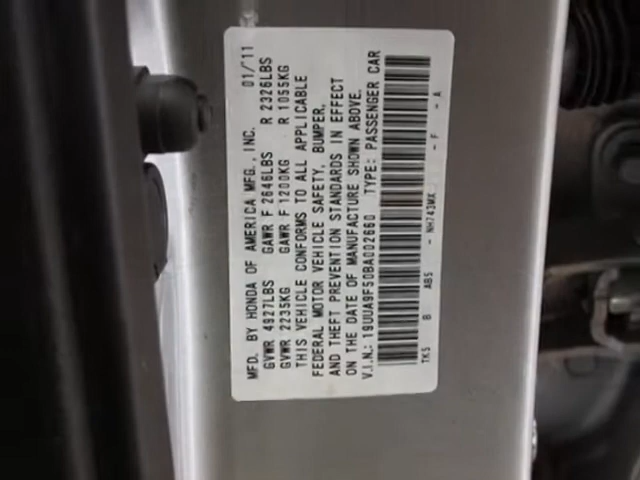 MFD. BY HONDA OF AMERICA MFG., INC. 01/'11
GVWR 4927LBS GAWR F 2646LBS R 2326LBS
GVWR 2235KG GAWR F 1200KG R 1055KG
THIS VEHICLE CONFORMS TO ALL APPLICABLE
FEDERAL MOTOR VEHICLE SAFETY, BUMPER,
AND THEFT PREVENTION STANDARDS IN EFFECT
ON THE DATE OF MANUFACTURE SHOWN ABOVE.
V.I.N.: 19UUA9F50BA002660 TYPE: PASSENGER CAR
TK5 B ABS - NH743MX - F - A